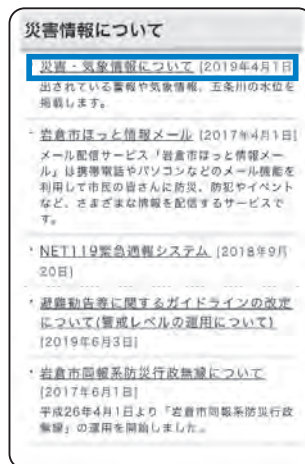 災害情報について
災害・気象情報について [2019年4月1日
出されている警報や気象情報、五条川の水位を
掲載します。
・岩倉市ほっと情報メール [2017年4月1日]
メール配信サービス「岩倉市ほっと情報メー
ル」は携帯電話やパソコンなどのメール機能を
利用して市民の皆さんに防災、防犯やイベント
など、さまざまな情報を配信するサービスで
す。
・NET119緊急通報システム [2018年9月
20日]
・避難勧告等に関するガイドラインの改定
について(警戒レベルの運用について)
[2019年6月3日]
・岩倉市同報系防災行政無線について
[2017年6月1日]
平成26年4月1日より「岩倉市同報系防災行政
無線」の運用を開始しました。